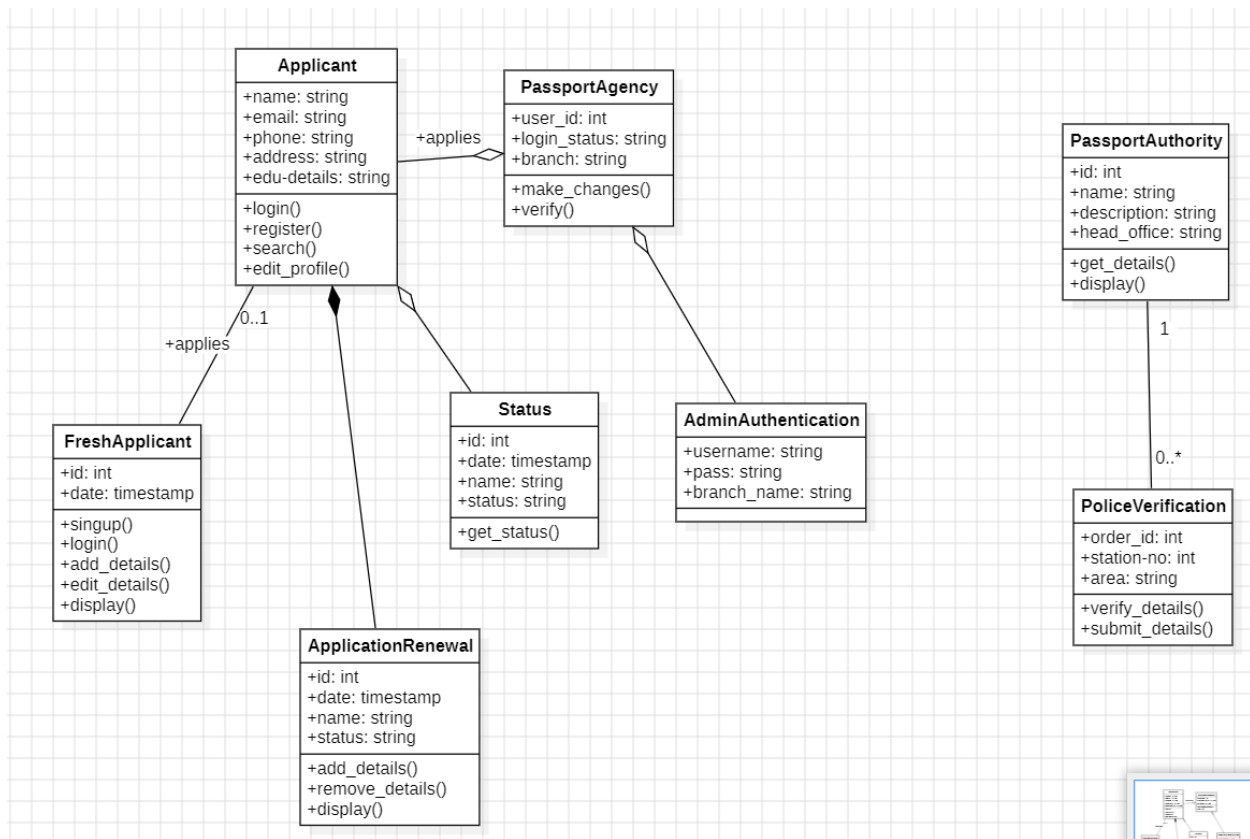 Applicant
+name: string
+email: string
+phone: string
+address: string
+edu-details: string
+login()
+register()
+search()
+edit_profile()
+applies
PassportAgency
+user_id: int
+login_status: string
+branch: string
+make_changes()
+verify()
PassportAuthority
+id: int
+name: string
+description: string
+head_office: string
+get_details()
+display()
0..1
+applies
1
FreshApplicant
+id: int
+date: timestamp
+singup()
+login()
+add_details()
+edit_details()
+display()
Status
+id: int
+date: timestamp
+name: string
+status: string
+get_status()
AdminAuthentication
+username: string
+pass: string
+branch_name: string
0..*
PoliceVerification
+order_id: int
+station-no: int
+area: string
+verify_details()
+submit_details()
ApplicationRenewal
+id: int
+date: timestamp
+name: string
+status: string
+add_details()
+remove_details()
+display()